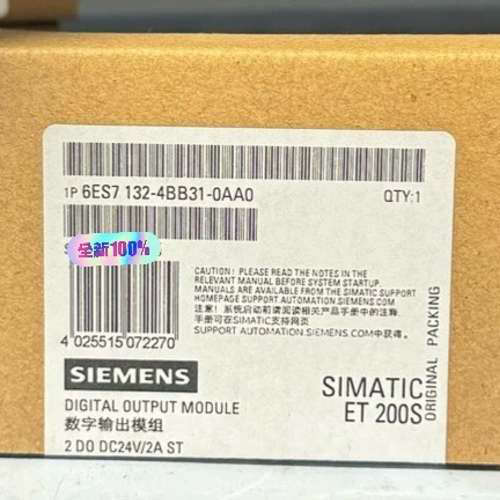 1P 6ES7 132-4BB31-0AA0
QTY:1
S
全新100%
CAUTION! PLEASE READ THE NOTES IN THE
RELEVANT MANUAL BEFORE SYSTEM STARTUP.
MANUALS ARE AVAILABLE FROM THE SIMATIC SUPPORT
HOMEPAGE SUPPORT.AUTOMATION.SIEMENS.COM
注意！系统启动前请阅读相关产品手册中的注释。
手册可在SIMATIC支持网页
SUPPORT AUTOMATION.SIEMENS.COM中获得。
4 025515 072270
SIEMENS
DIGITAL OUTPUT MODULE
数字输出模组
2 DO DC24V/2A ST
SIMATIC
ET 200S
ORIGINAL PACKING